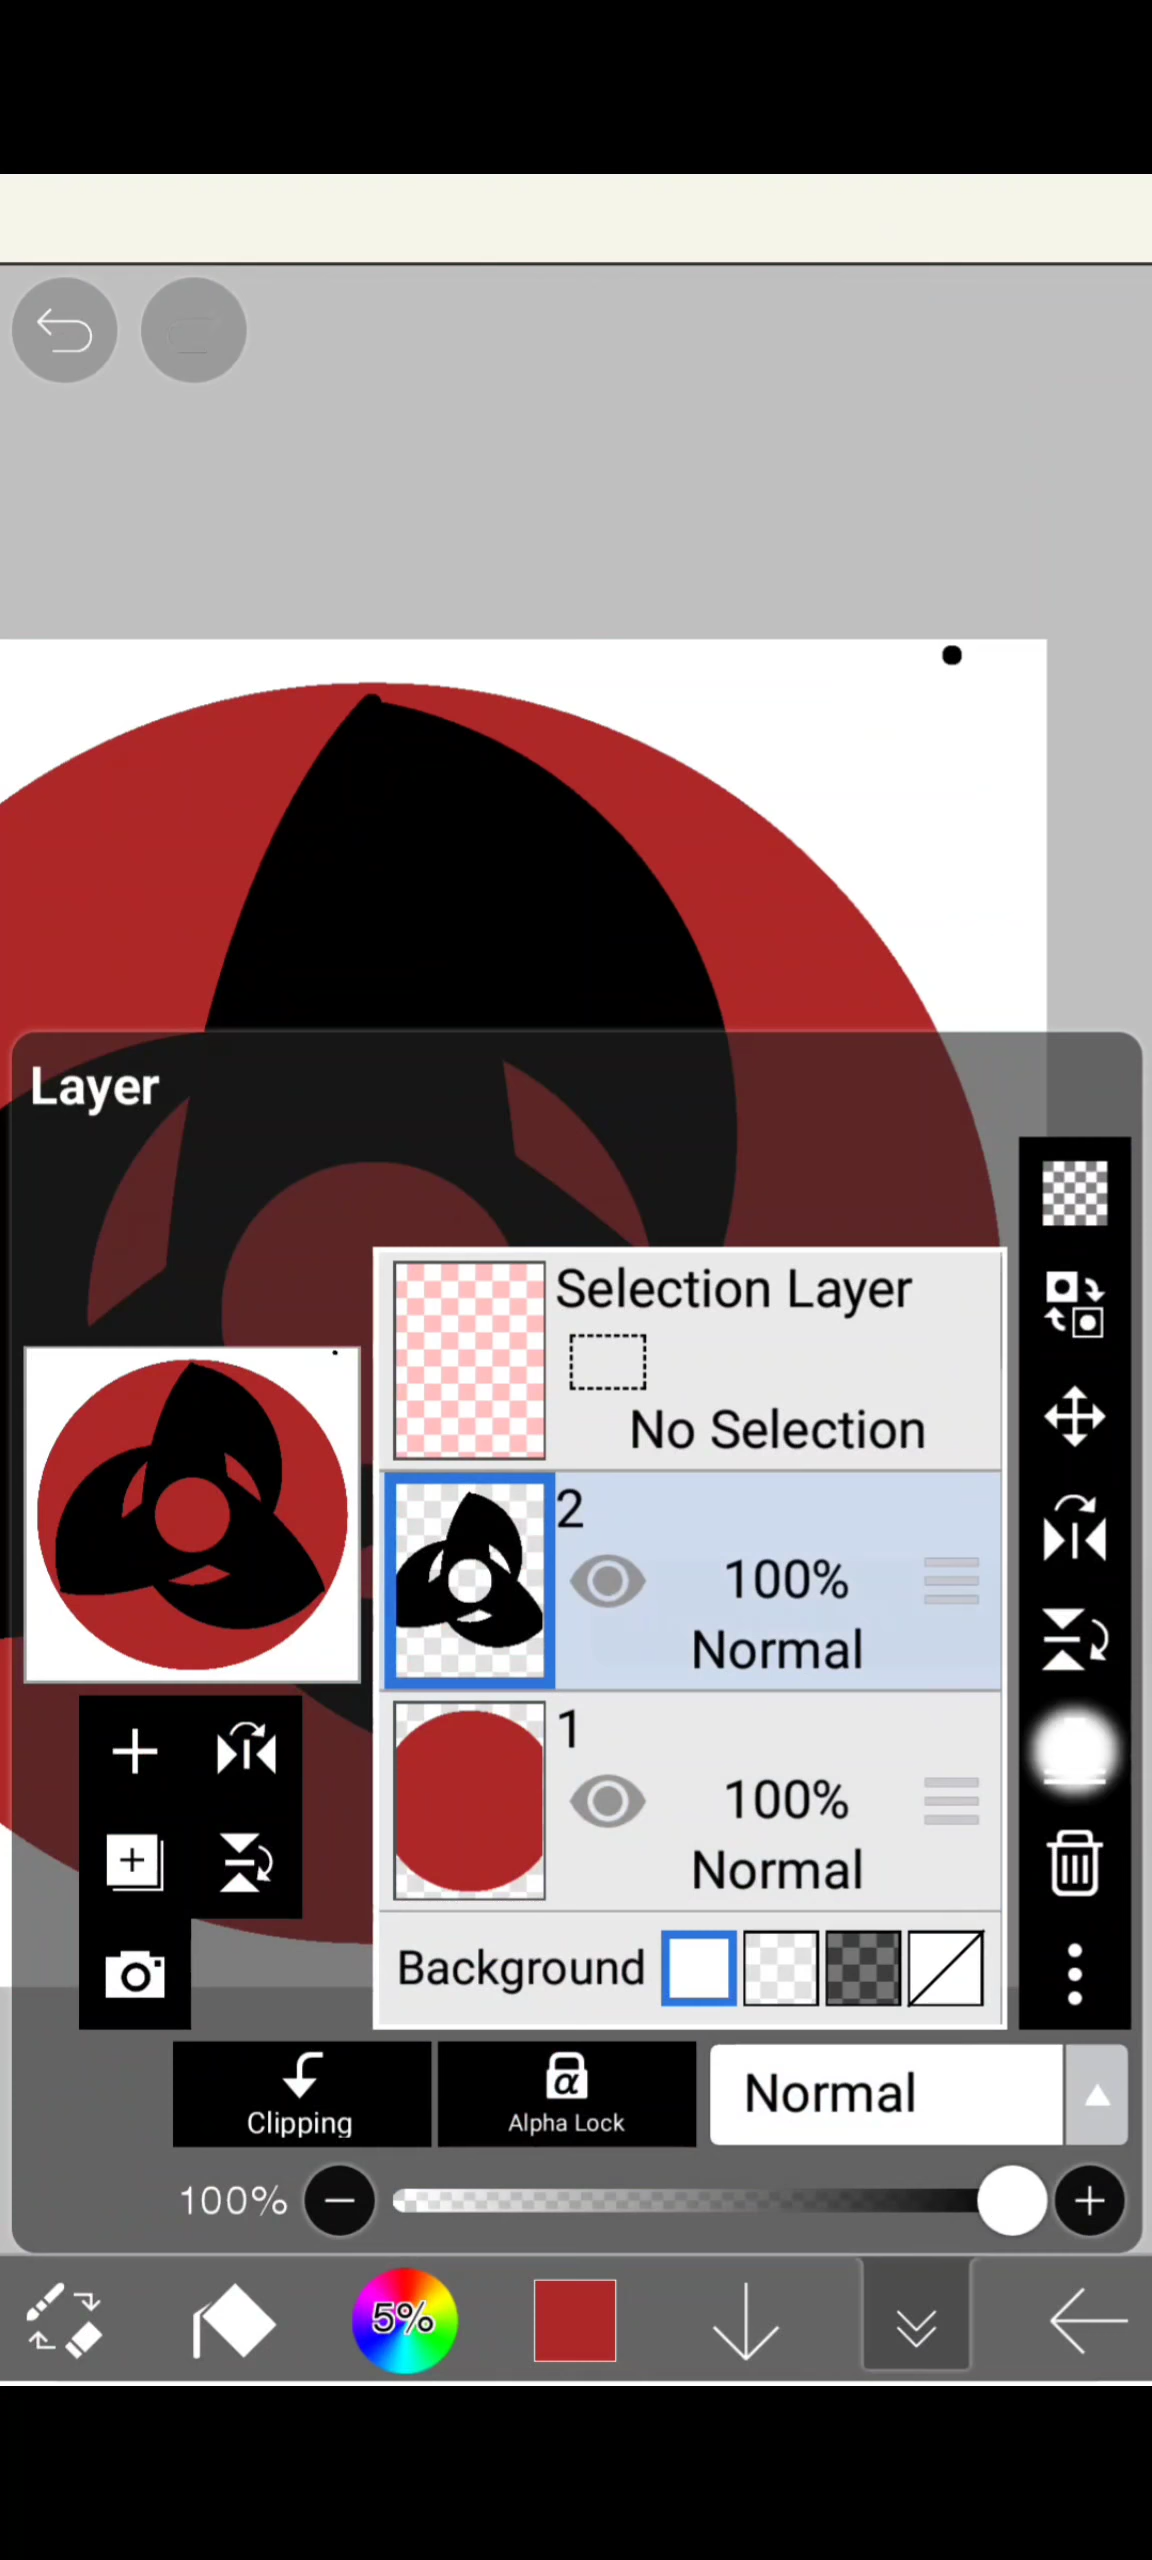 Layer
Selection Layer
No Selection
2
100%
Normal
1
100%
Normal
Background
Clipping
α
Alpha Lock
Normal
100%
5%